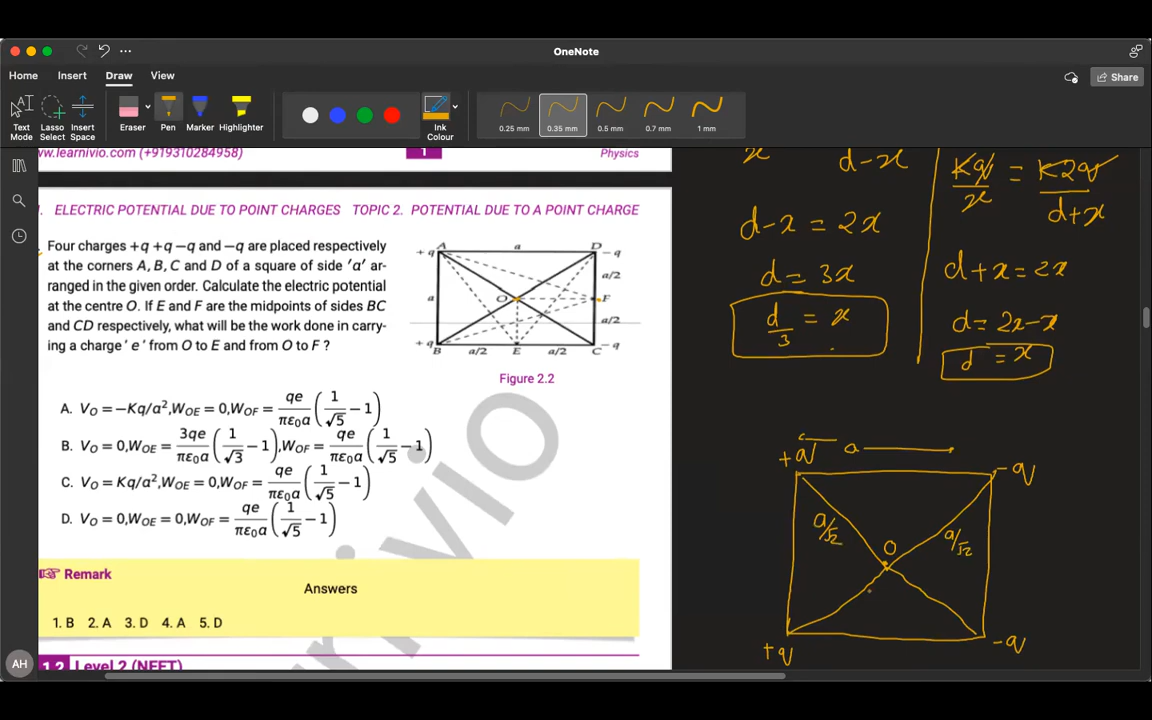 OneNote
Home Insert Draw View
Share
Text Mode
Lasso Select
Insert Space
Eraser
Pen
Marker
Highlighter
Ink Colour
0.25 mm
0.35 mm
0.5 mm
0.7 mm
1 mm
ww.learnivio.com (+919310284958)
1
Physics
. ELECTRIC POTENTIAL DUE TO POINT CHARGES TOPIC 2. POTENTIAL DUE TO A POINT CHARGE
Four charges +q +q −q and −q are placed respectively
at the corners A, B, C and D of a square of side 'a' ar-
ranged in the given order. Calculate the electric potential
at the centre O. If E and F are the midpoints of sides BC
and CD respectively, what will be the work done in carry-
ing a charge 'e' from O to E and from O to F ?
+ q A a D − q
a/2
a O F
a/2
+ q B a/2 E a/2 C − q
Figure 2.2
A. V_O = −Kq/a², W_OE = 0, W_OF = qe/πε₀a (1/√5 − 1)
B. V_O = 0, W_OE = 3qe/πε₀a (1/√3 − 1), W_OF = qe/πε₀a (1/√5 − 1)
C. V_O = Kq/a², W_OE = 0, W_OF = qe/πε₀a (1/√5 − 1)
D. V_O = 0, W_OE = 0, W_OF = qe/πε₀a (1/√5 − 1)
Remark
Answers
1. B 2. A 3. D 4. A 5. D
1.2 Level 2 (NEET)
AH
x d−x
d−x = 2x
d = 3x
d/3 = x
Kq/x = K2q/d+x
d+x = 2x
d = 2x−x
d = x
+q a −q
a/√2 O a/√2
+q −q